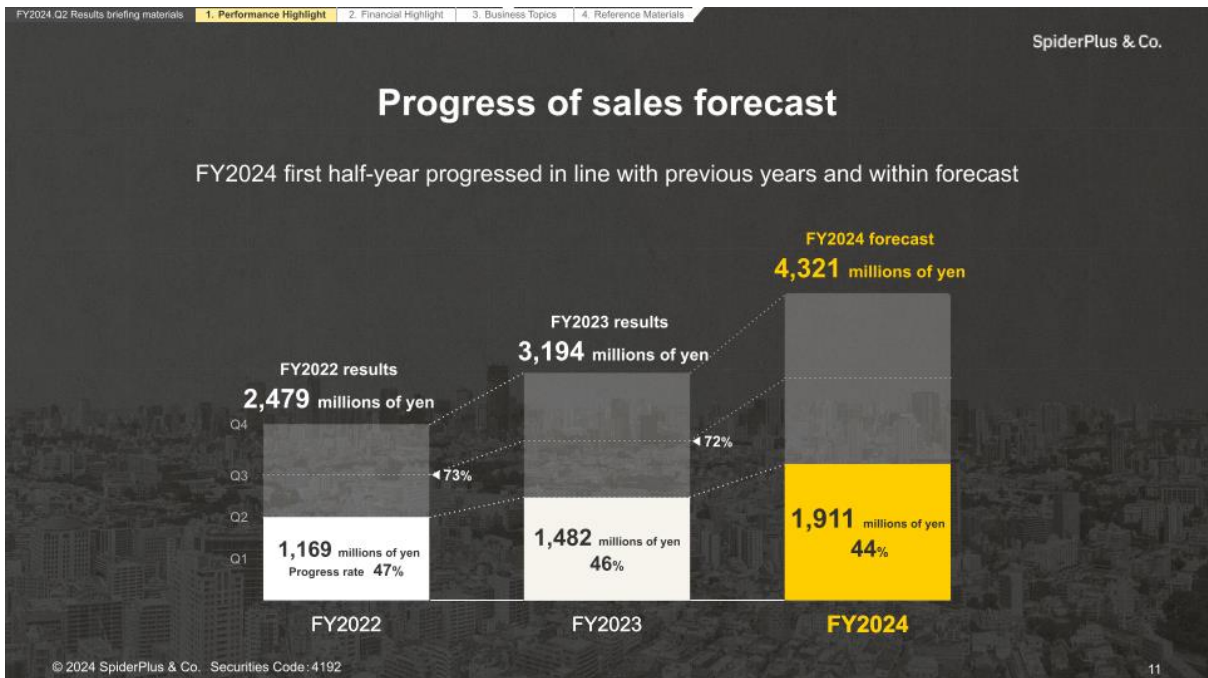 FY2024.Q2 Results briefing materials
1. Performance Highlight
2. Financial Highlight
3. Business Topics
4. Reference Materials
SpiderPlus & Co.
Progress of sales forecast
FY2024 first half-year progressed in line with previous years and within forecast
FY2024 forecast
4,321 millions of yen
FY2023 results
3,194 millions of yen
FY2022 results
2,479 millions of yen
Q4
Q3
Q2
Q1
73%
72%
1,169 millions of yen
Progress rate 47%
1,482 millions of yen
46%
1,911 millions of yen
44%
FY2022
FY2023
FY2024
© 2024 SpiderPlus & Co. Securities Code:4192
11